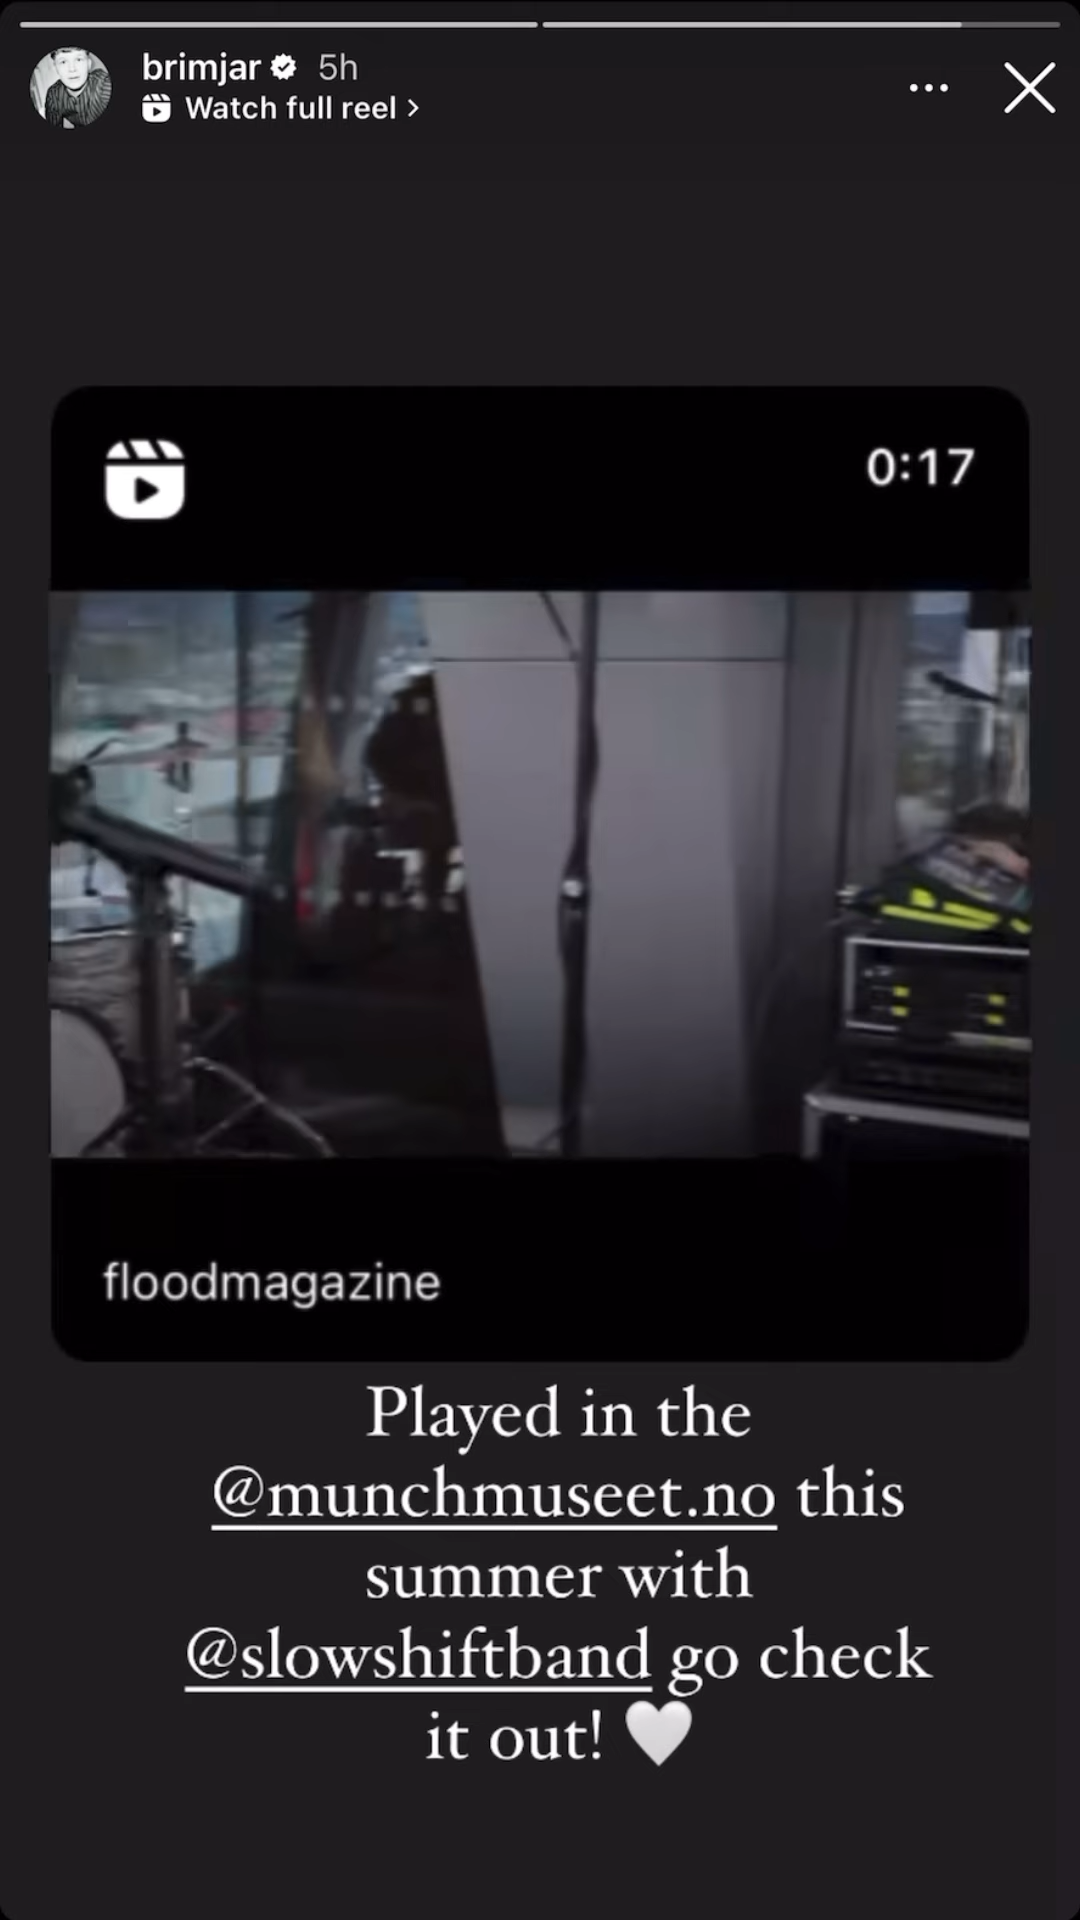 brimjar 5h
Watch full reel >
0:17
floodmagazine
Played in the
@munchmuseet.no this
summer with
@slowshiftband go check
it out! 🤍